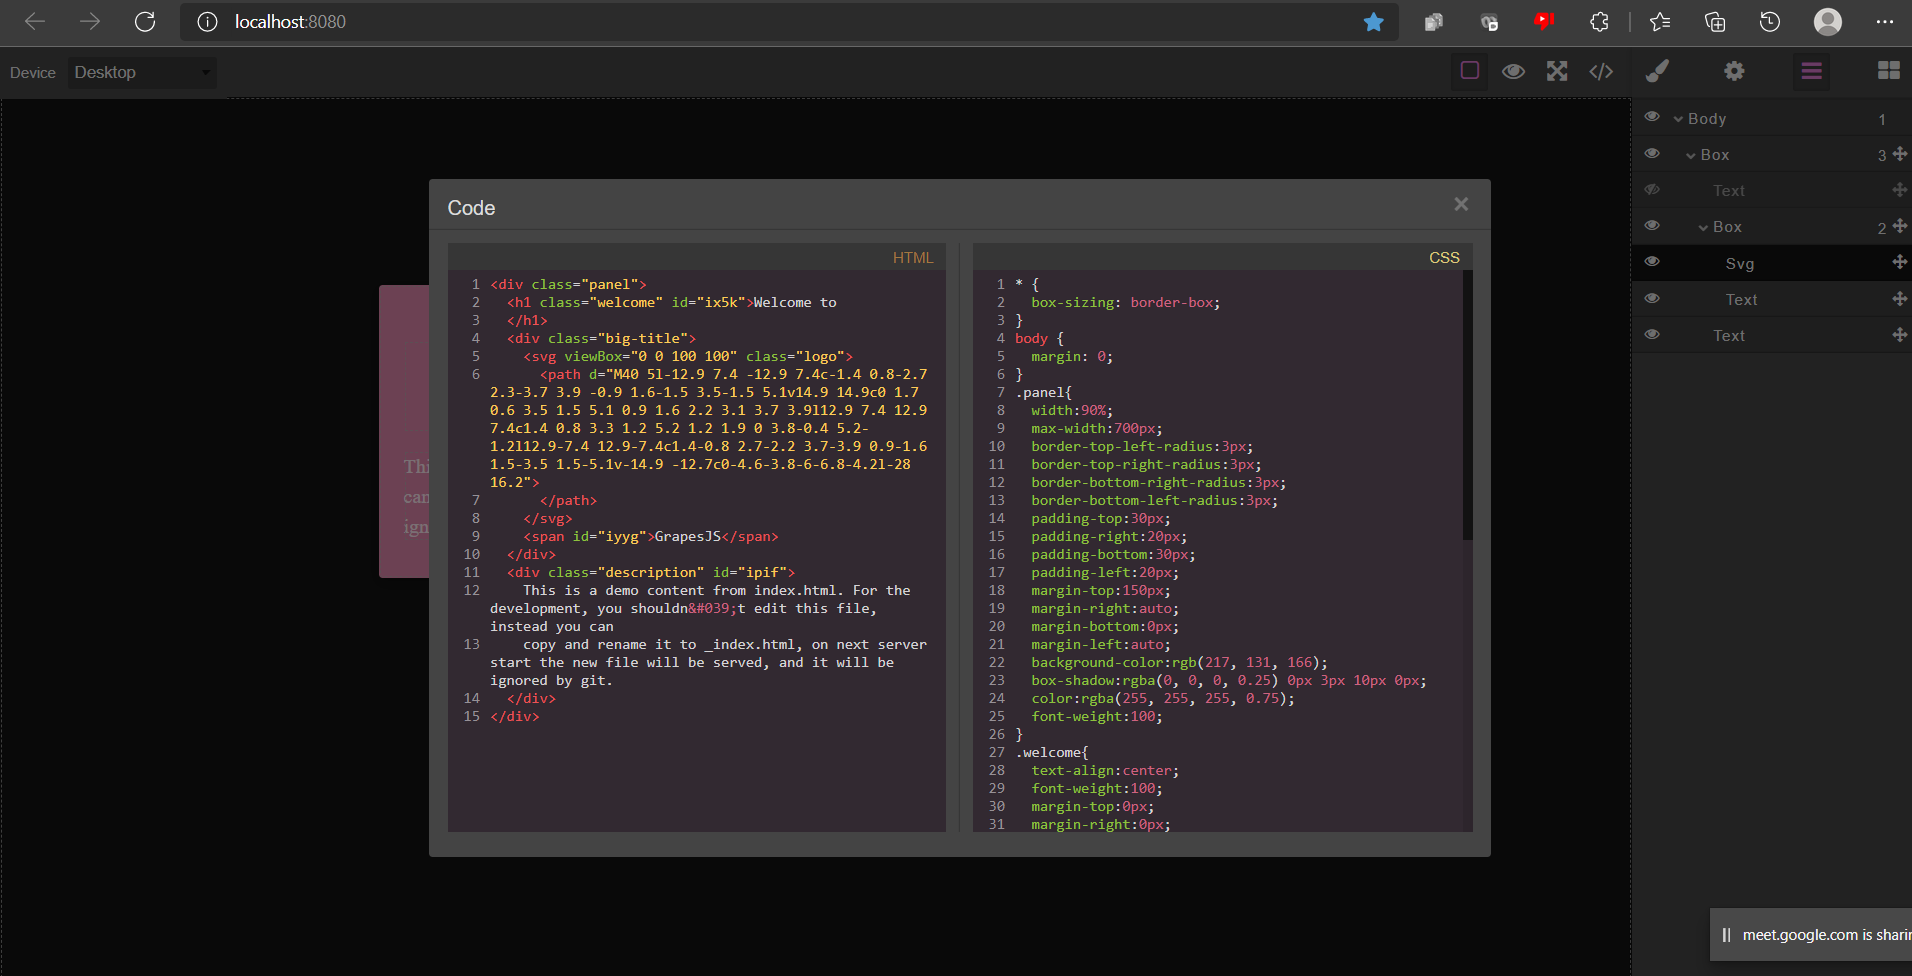 localhost:8080
Device
Desktop
Body
1
Box
3
Text
Box
2
Svg
Text
Text
Code
HTML
1 <div class="panel">
2 <h1 class="welcome" id="ix5k">Welcome to
3 </h1>
4 <div class="big-title">
5 <svg viewBox="0 0 100 100" class="logo">
6 <path d="M40 5l-12.9 7.4 -12.9 7.4c-1.4 0.8-2.7
2.3-3.7 3.9 -0.9 1.6-1.5 3.5-1.5 5.1v14.9 14.9c0 1.7
0.6 3.5 1.5 5.1 0.9 1.6 2.2 3.1 3.7 3.9l12.9 7.4 12.9
7.4c1.4 0.8 3.3 1.2 5.2 1.2 1.9 0 3.8-0.4 5.2-
1.2l12.9-7.4 12.9-7.4c1.4-0.8 2.7-2.2 3.7-3.9 0.9-1.6
1.5-3.5 1.5-5.1v-14.9 -12.7c0-4.6-3.8-6-6.8-4.2l-28
16.2">
7 </path>
8 </svg>
9 <span id="iyyg">GrapesJS</span>
10 </div>
11 <div class="description" id="ipif">
12 This is a demo content from index.html. For the
development, you shouldn&#039;t edit this file,
instead you can
13 copy and rename it to _index.html, on next server
start the new file will be served, and it will be
ignored by git.
14 </div>
15 </div>
CSS
1 * {
2 box-sizing: border-box;
3 }
4 body {
5 margin: 0;
6 }
7 .panel{
8 width:90%;
9 max-width:700px;
10 border-top-left-radius:3px;
11 border-top-right-radius:3px;
12 border-bottom-right-radius:3px;
13 border-bottom-left-radius:3px;
14 padding-top:30px;
15 padding-right:20px;
16 padding-bottom:30px;
17 padding-left:20px;
18 margin-top:150px;
19 margin-right:auto;
20 margin-bottom:0px;
21 margin-left:auto;
22 background-color:rgb(217, 131, 166);
23 box-shadow:rgba(0, 0, 0, 0.25) 0px 3px 10px 0px;
24 color:rgba(255, 255, 255, 0.75);
25 font-weight:100;
26 }
27 .welcome{
28 text-align:center;
29 font-weight:100;
30 margin-top:0px;
31 margin-right:0px;
Thi
can
ign
meet.google.com is sharin